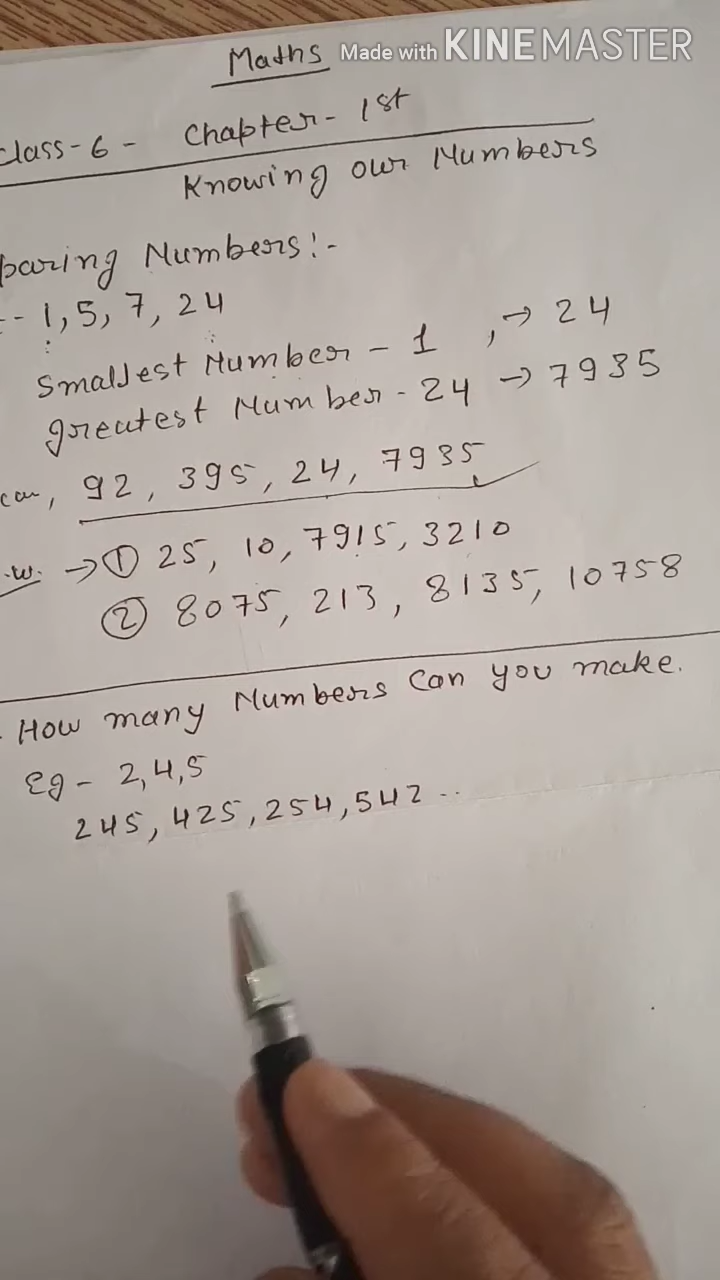 Maths
Made with KINEMASTER
Class-6 - Chapter - 1st
Knowing our Numbers
paring Numbers:-
:- 1, 5, 7, 24
Smallest Number - 1 , → 24
greatest Number - 24 → 7935
can, 92, 395, 24, 7935
.w. → ① 25, 10, 7915, 3210
② 8075, 213, 8135, 10758
How many Numbers Can you make.
Eg - 2,4,5
245, 425, 254, 542 ..